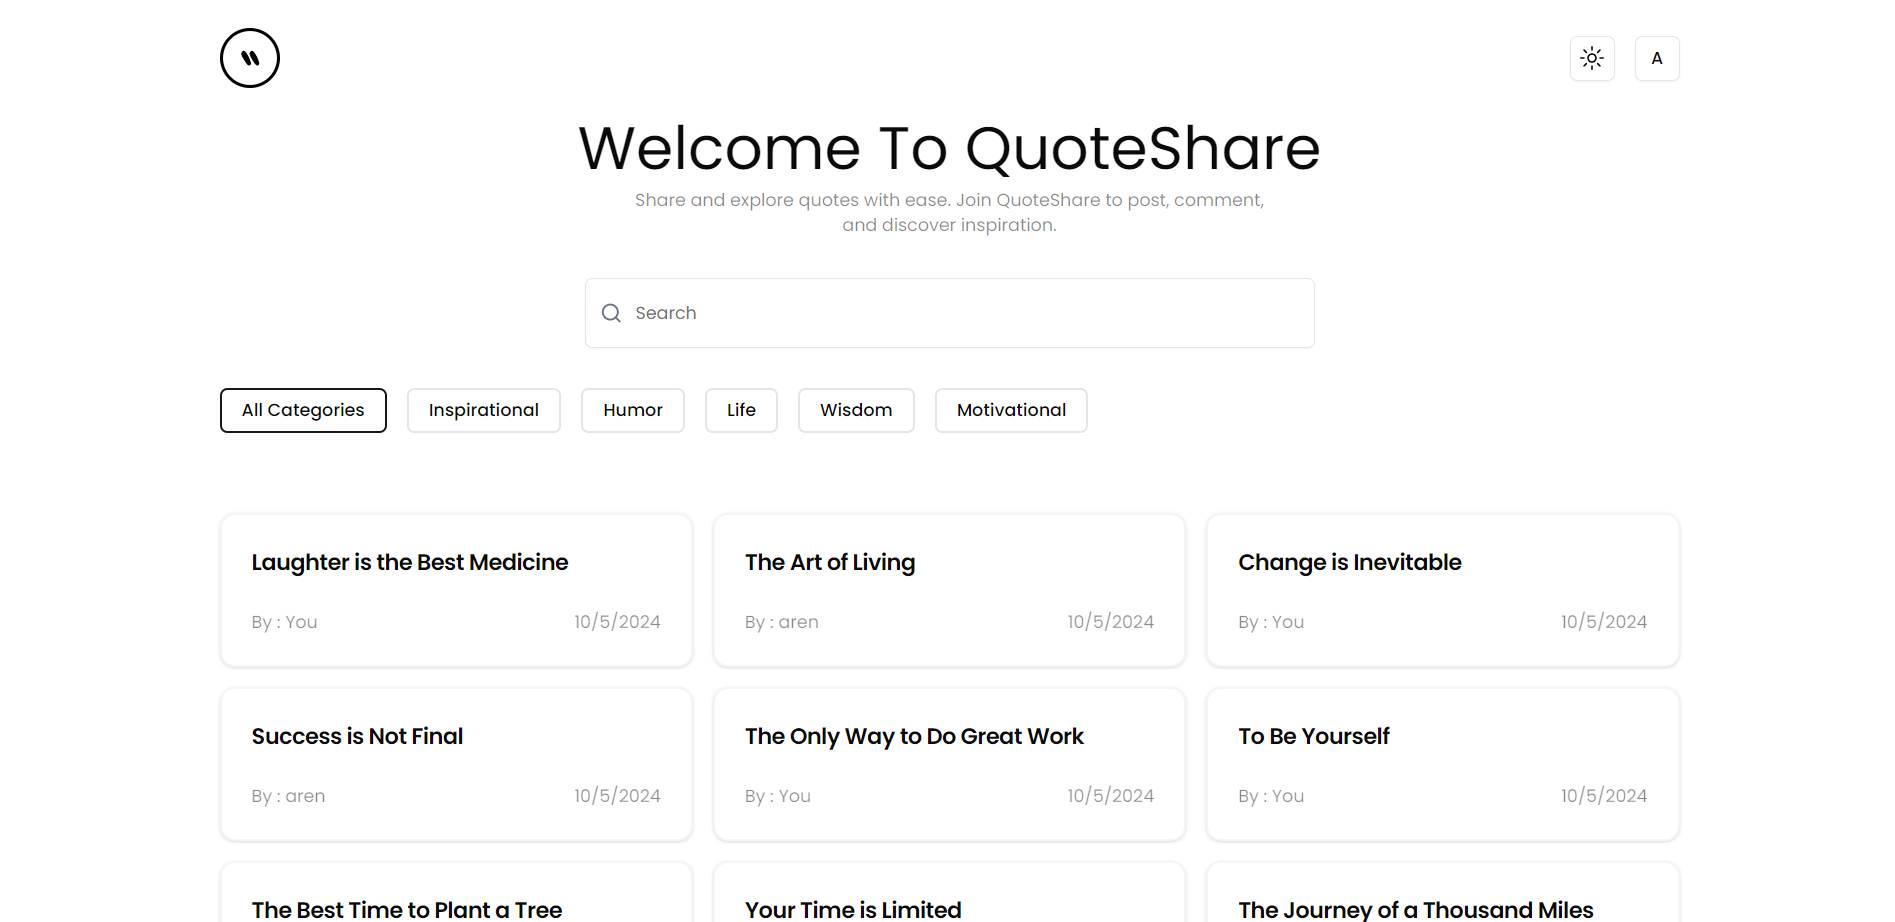 A
Welcome To QuoteShare
Share and explore quotes with ease. Join QuoteShare to post, comment,
and discover inspiration.
Search
All Categories
Inspirational
Humor
Life
Wisdom
Motivational
Laughter is the Best Medicine
By : You
10/5/2024
The Art of Living
By : aren
10/5/2024
Change is Inevitable
By : You
10/5/2024
Success is Not Final
By : aren
10/5/2024
The Only Way to Do Great Work
By : You
10/5/2024
To Be Yourself
By : You
10/5/2024
The Best Time to Plant a Tree
Your Time is Limited
The Journey of a Thousand Miles